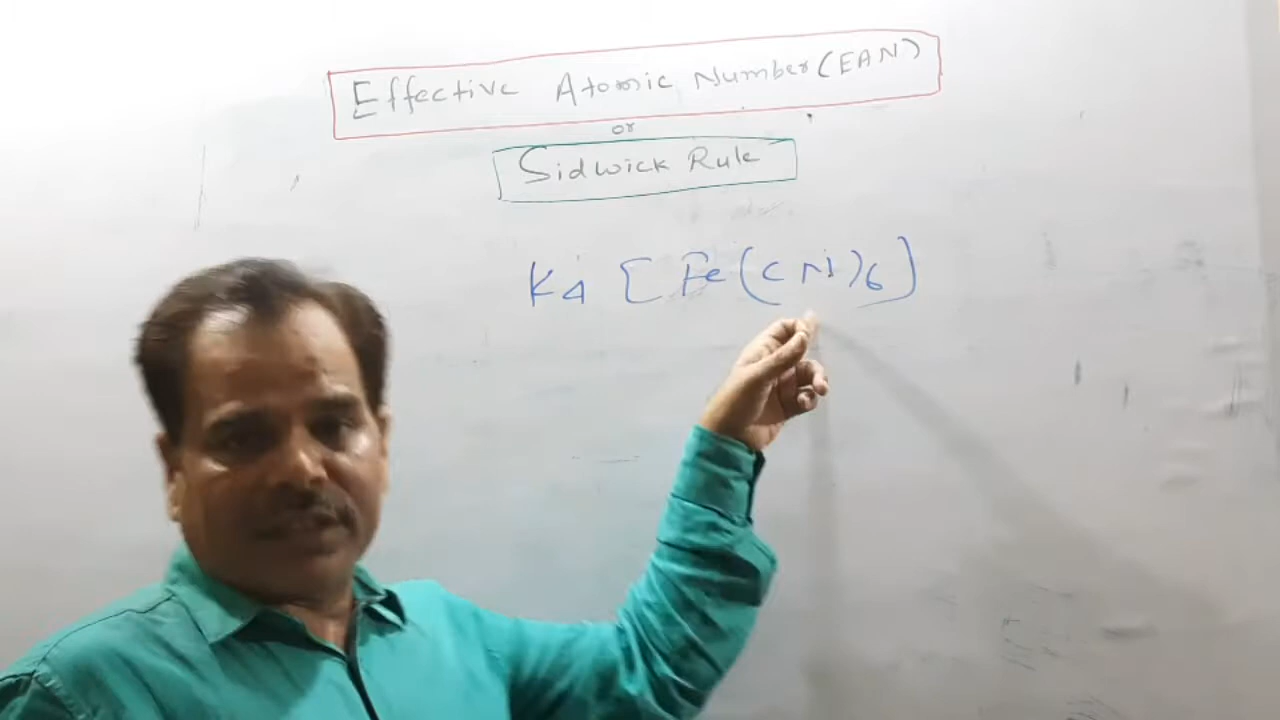 Effective Atomic Number (EAN)
or
Sidwick Rule
K4 [Fe(CN)6]